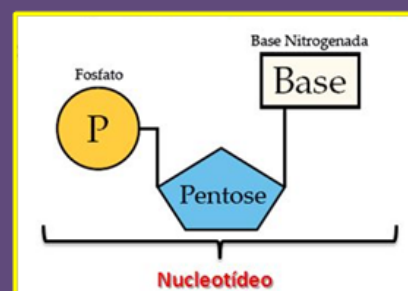 Base Nitrogenada
Fosfato
Base
P
Pentose
Nucleotídeo